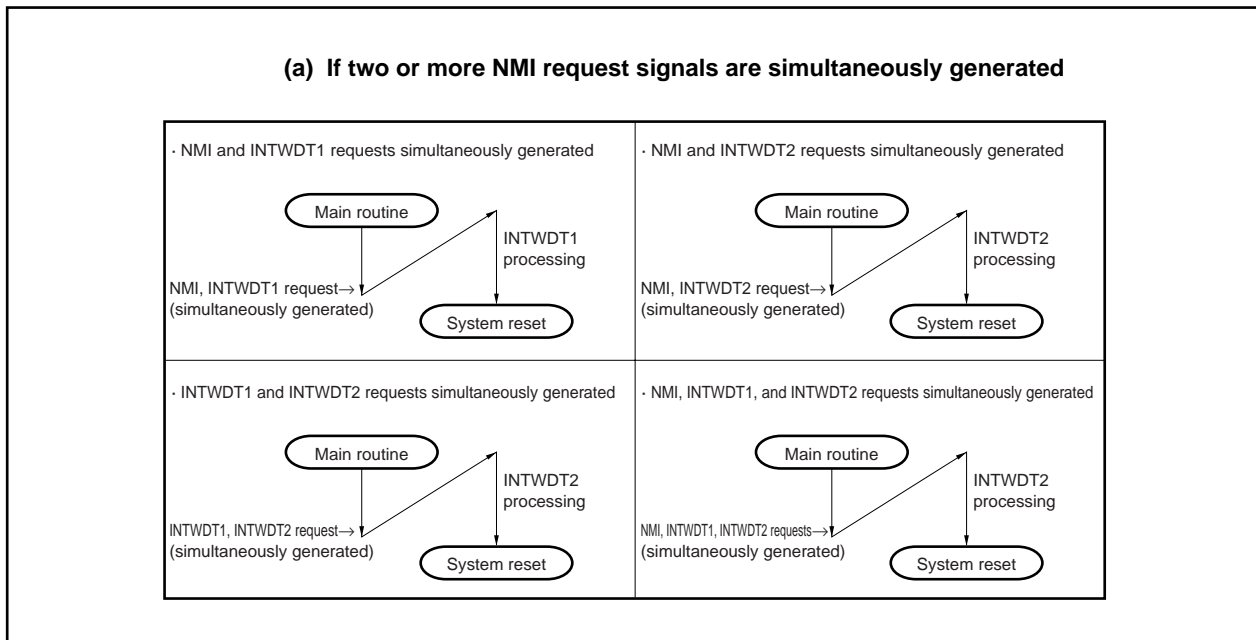 (a) If two or more NMI request signals are simultaneously generated
· NMI and INTWDT1 requests simultaneously generated
Main routine
INTWDT1
processing
NMI, INTWDT1 request→
(simultaneously generated)
System reset
· NMI and INTWDT2 requests simultaneously generated
Main routine
INTWDT2
processing
NMI, INTWDT2 request→
(simultaneously generated)
System reset
· INTWDT1 and INTWDT2 requests simultaneously generated
Main routine
INTWDT2
processing
INTWDT1, INTWDT2 request→
(simultaneously generated)
System reset
· NMI, INTWDT1, and INTWDT2 requests simultaneously generated
Main routine
INTWDT2
processing
NMI, INTWDT1, INTWDT2 requests→
(simultaneously generated)
System reset